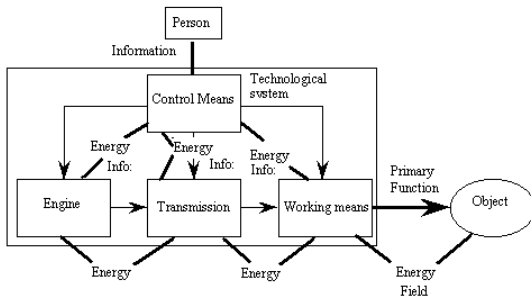 Person
Information
Technological
system
Control Means
Energy
Info:
Energy
Info:
Energy
Info:
Primary
Function
Engine
Transmission
Working means
Object
Energy
Energy
Energy
Field